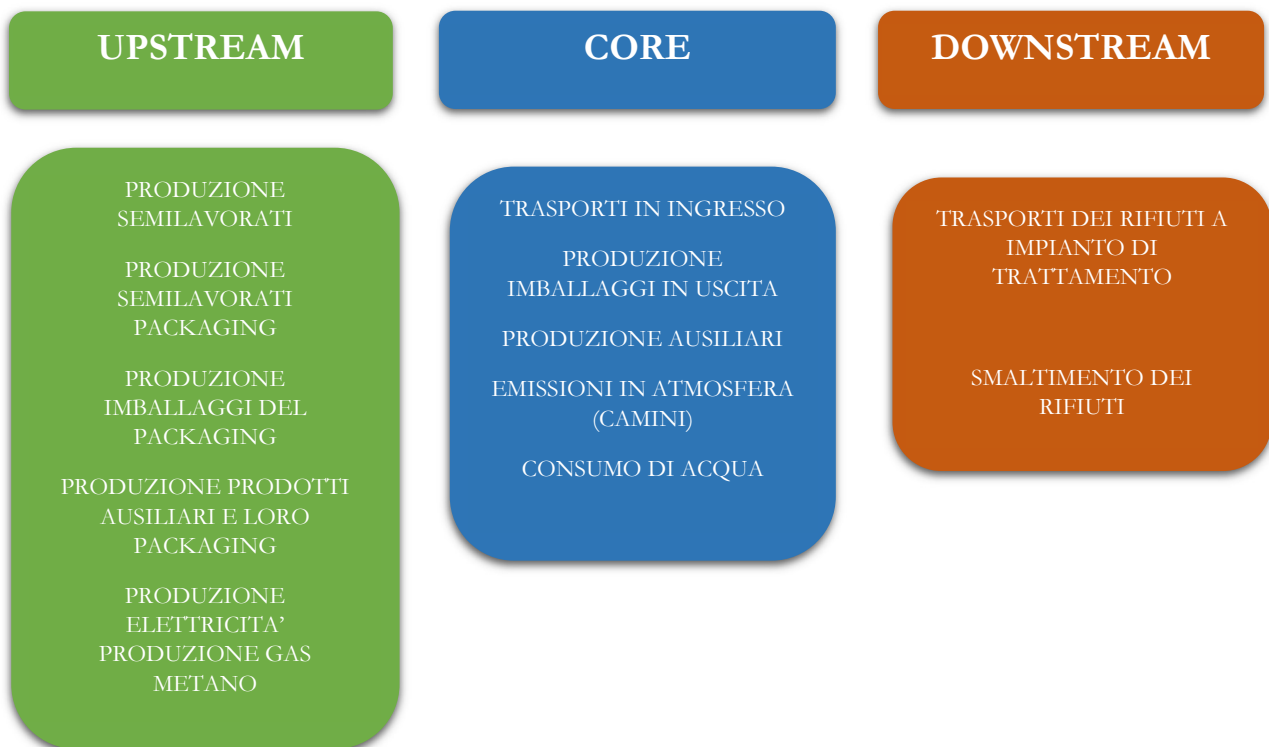 UPSTREAM
PRODUZIONE
SEMILAVORATI
PRODUZIONE
SEMILAVORATI
PACKAGING
PRODUZIONE
IMBALLAGGI DEL
PACKAGING
PRODUZIONE PRODOTTI
AUSILIARI E LORO
PACKAGING
PRODUZIONE
ELETTRICITA’
PRODUZIONE GAS
METANO
CORE
TRASPORTI IN INGRESSO
PRODUZIONE
IMBALLAGGI IN USCITA
PRODUZIONE AUSILIARI
EMISSIONI IN ATMOSFERA
(CAMINI)
CONSUMO DI ACQUA
DOWNSTREAM
TRASPORTI DEI RIFIUTI A
IMPIANTO DI
TRATTAMENTO
SMALTIMENTO DEI
RIFIUTI